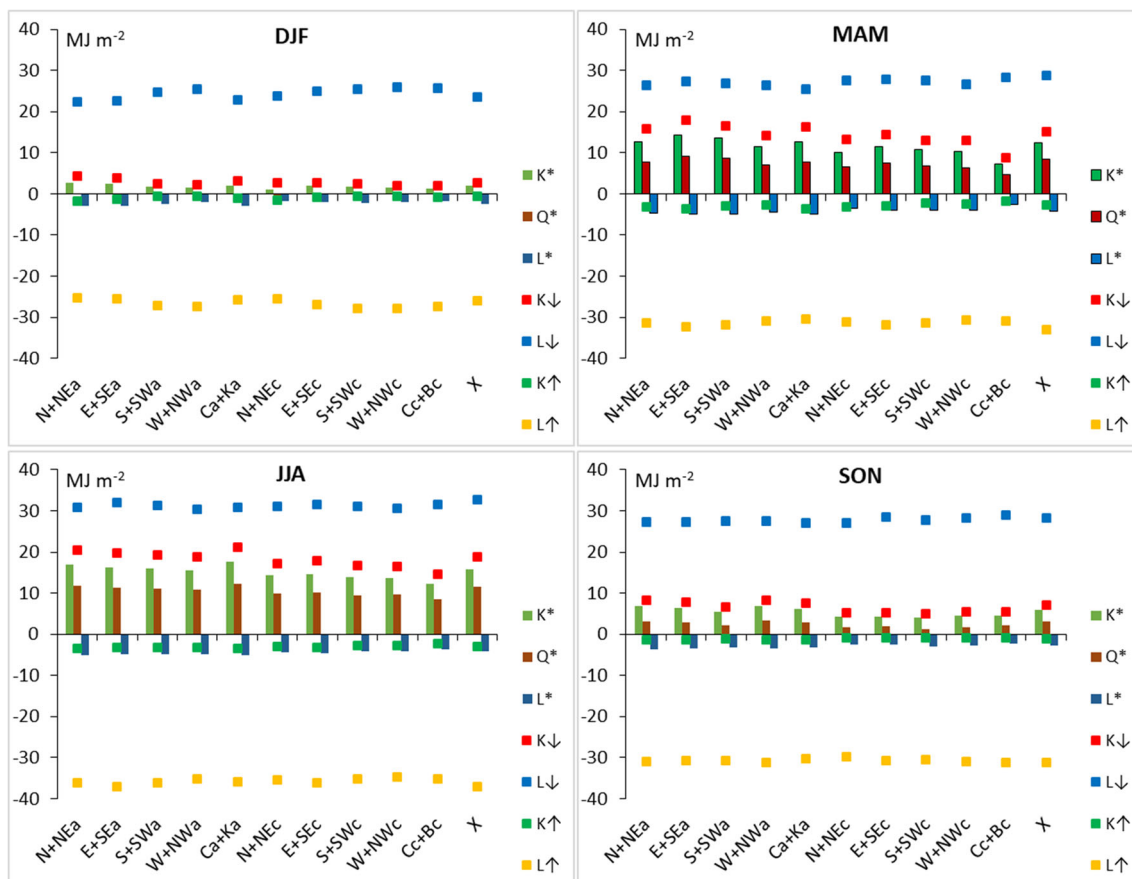 DJF
MJ m-2
40
30
20
10
0
-10
-20
-30
-40
N+NEa
E+SEa
S+SWa
W+NWa
Ca+Ka
N+NEc
E+SEc
S+SWc
W+NWc
Cc+Bc
X
K*
Q*
L*
K↓
L↓
K↑
L↑
MAM
MJ m-2
40
30
20
10
0
-10
-20
-30
-40
N+NEa
E+SEa
S+SWa
W+NWa
Ca+Ka
N+NEc
E+SEc
S+SWc
W+NWc
Cc+Bc
X
K*
Q*
L*
K↓
L↓
K↑
L↑
JJA
MJ m-2
40
30
20
10
0
-10
-20
-30
-40
N+NEa
E+SEa
S+SWa
W+NWa
Ca+Ka
N+NEc
E+SEc
S+SWc
W+NWc
Cc+Bc
X
K*
Q*
L*
K↓
L↓
K↑
L↑
SON
MJ m-2
40
30
20
10
0
-10
-20
-30
-40
N+NEa
E+SEa
S+SWa
W+NWa
Ca+Ka
N+NEc
E+SEc
S+SWc
W+NWc
Cc+Bc
X
K*
Q*
L*
K↓
L↓
K↑
L↑